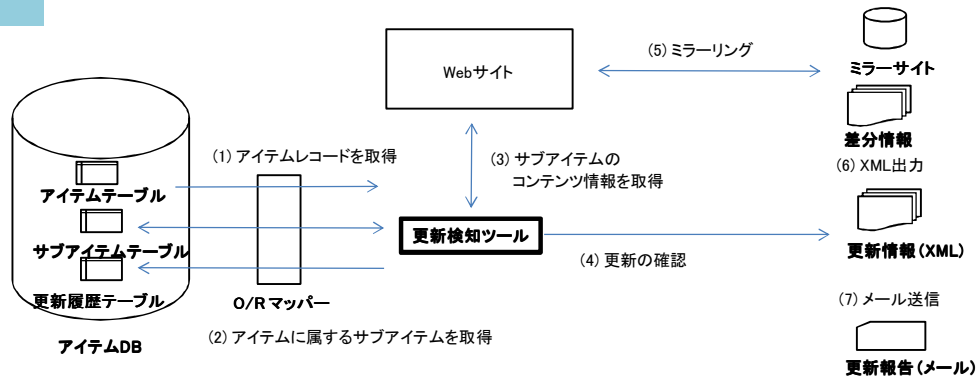 Webサイト
(5) ミラーリング
ミラーサイト
差分情報
(1) アイテムレコードを取得
(3) サブアイテムの
コンテンツ情報を取得
(6) XML出力
アイテムテーブル
サブアイテムテーブル
更新検知ツール
(4) 更新の確認
更新情報(XML)
更新履歴テーブル
O/Rマッパー
(7) メール送信
(2) アイテムに属するサブアイテムを取得
アイテムDB
更新報告(メール)